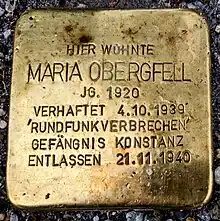 HIER WOHNTE
MARIA OBERGFELL
JG. 1920
VERHAFTET 4.10.1939
'RUNDFUNKVERBRECHEN'
GEFÄNGNIS KONSTANZ
ENTLASSEN 21.11.1940